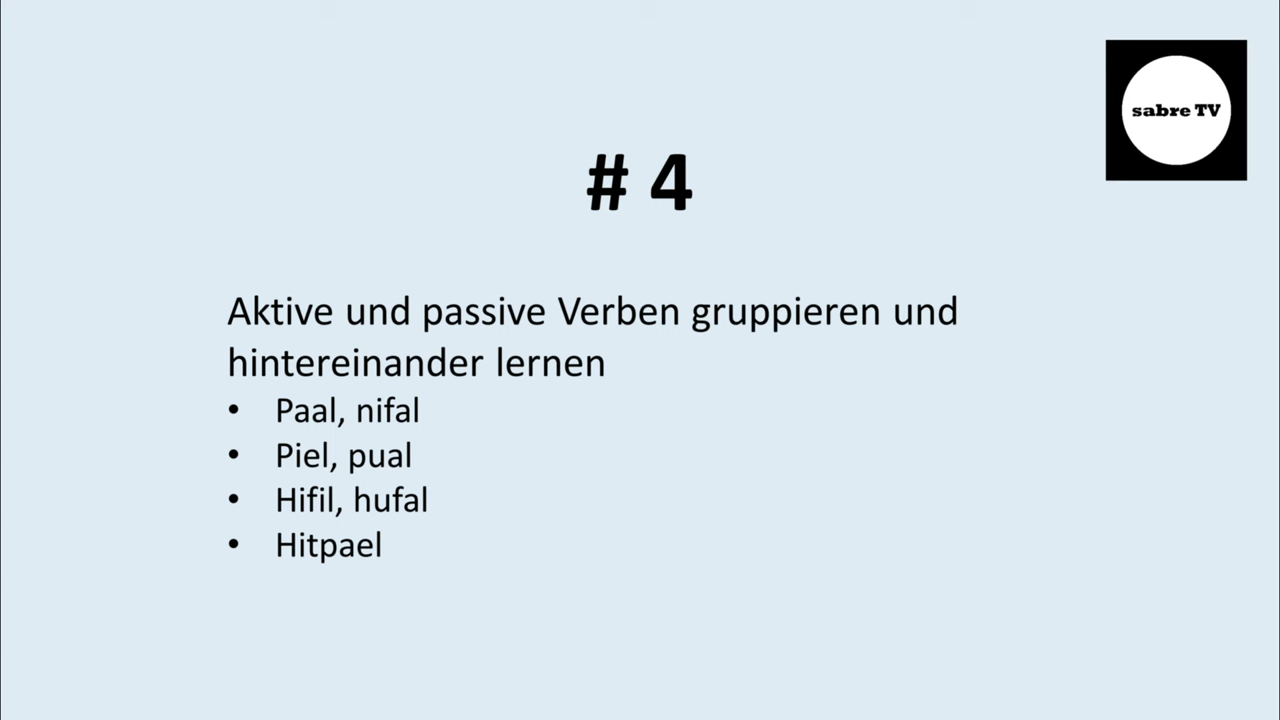 sabre TV
# 4
Aktive und passive Verben gruppieren und
hintereinander lernen
• Paal, nifal
• Piel, pual
• Hifil, hufal
• Hitpael